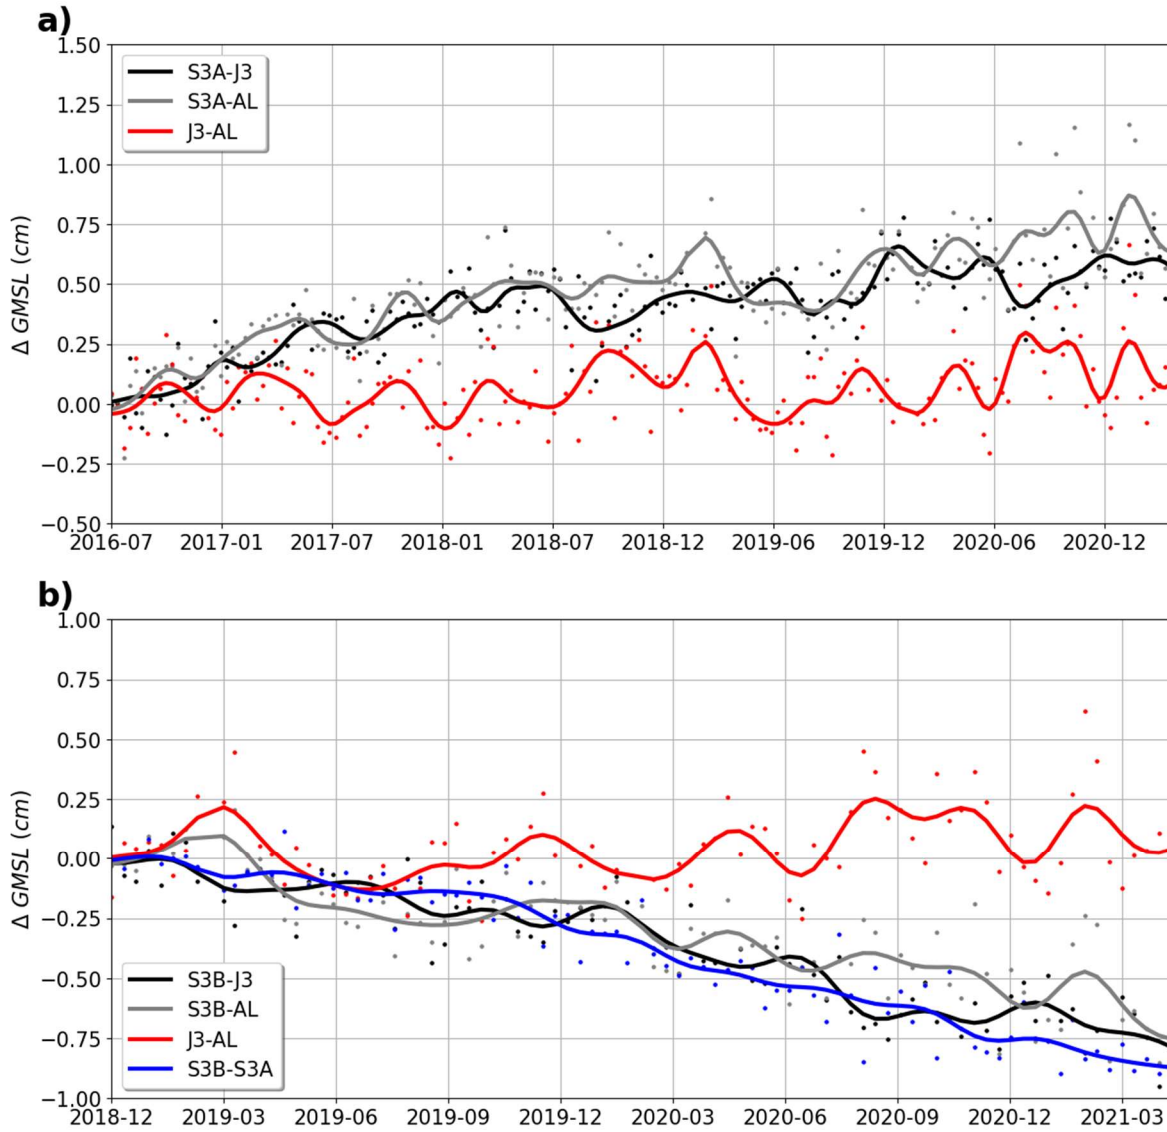 a)
1.50
1.25
1.00
0.75
0.50
0.25
0.00
−0.25
−0.50
Δ GMSL (cm)
S3A-J3
S3A-AL
J3-AL
2016-07 2017-01 2017-07 2018-01 2018-07 2018-12 2019-06 2019-12 2020-06 2020-12
b)
1.00
0.75
0.50
0.25
0.00
−0.25
−0.50
−0.75
−1.00
Δ GMSL (cm)
S3B-J3
S3B-AL
J3-AL
S3B-S3A
2018-12 2019-03 2019-06 2019-09 2019-12 2020-03 2020-06 2020-09 2020-12 2021-03